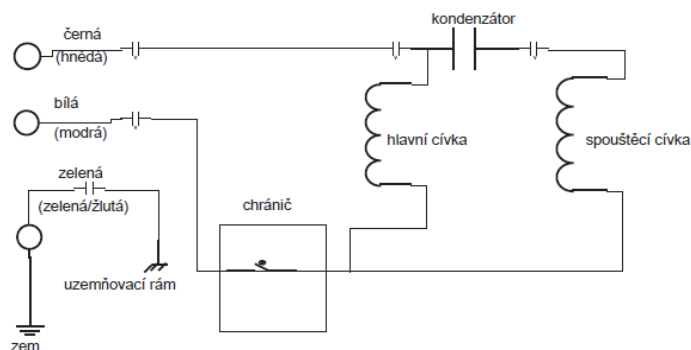 kondenzátor
černá
(hnědá)
bílá
(modrá)
hlavní cívka
spouštěcí cívka
zelená
(zelená/žlutá)
chránič
uzemňovací rám
zem